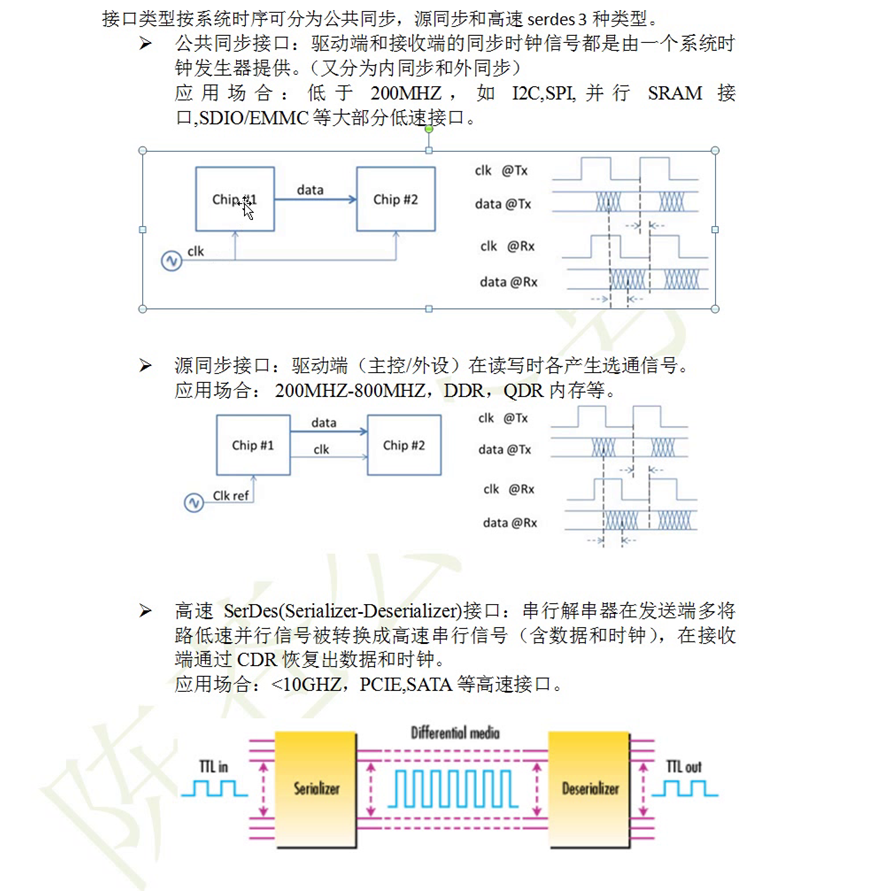 接口类型按系统时序可分为公共同步，源同步和高速 serdes 3 种类型。
➢ 公共同步接口：驱动端和接收端的同步时钟信号都是由一个系统时
钟发生器提供。（又分为内同步和外同步）
应用场合：低于 200MHZ，如 I2C,SPI,并行 SRAM 接
口,SDIO/EMMC 等大部分低速接口。
Chip #1
data
Chip #2
clk
clk @Tx
data @Tx
clk @Rx
data @Rx
➢ 源同步接口：驱动端（主控/外设）在读写时各产生选通信号。
应用场合： 200MHZ-800MHZ，DDR，QDR 内存等。
Chip #1
data
clk
Chip #2
Clk ref
clk @Tx
data @Tx
clk @Rx
data @Rx
➢ 高速 SerDes(Serializer-Deserializer)接口：串行解串器在发送端多将
路低速并行信号被转换成高速串行信号（含数据和时钟），在接收
端通过 CDR 恢复出数据和时钟。
应用场合：<10GHZ，PCIE,SATA 等高速接口。
Differential media
TTL in
Serializer
Deserializer
TTL out